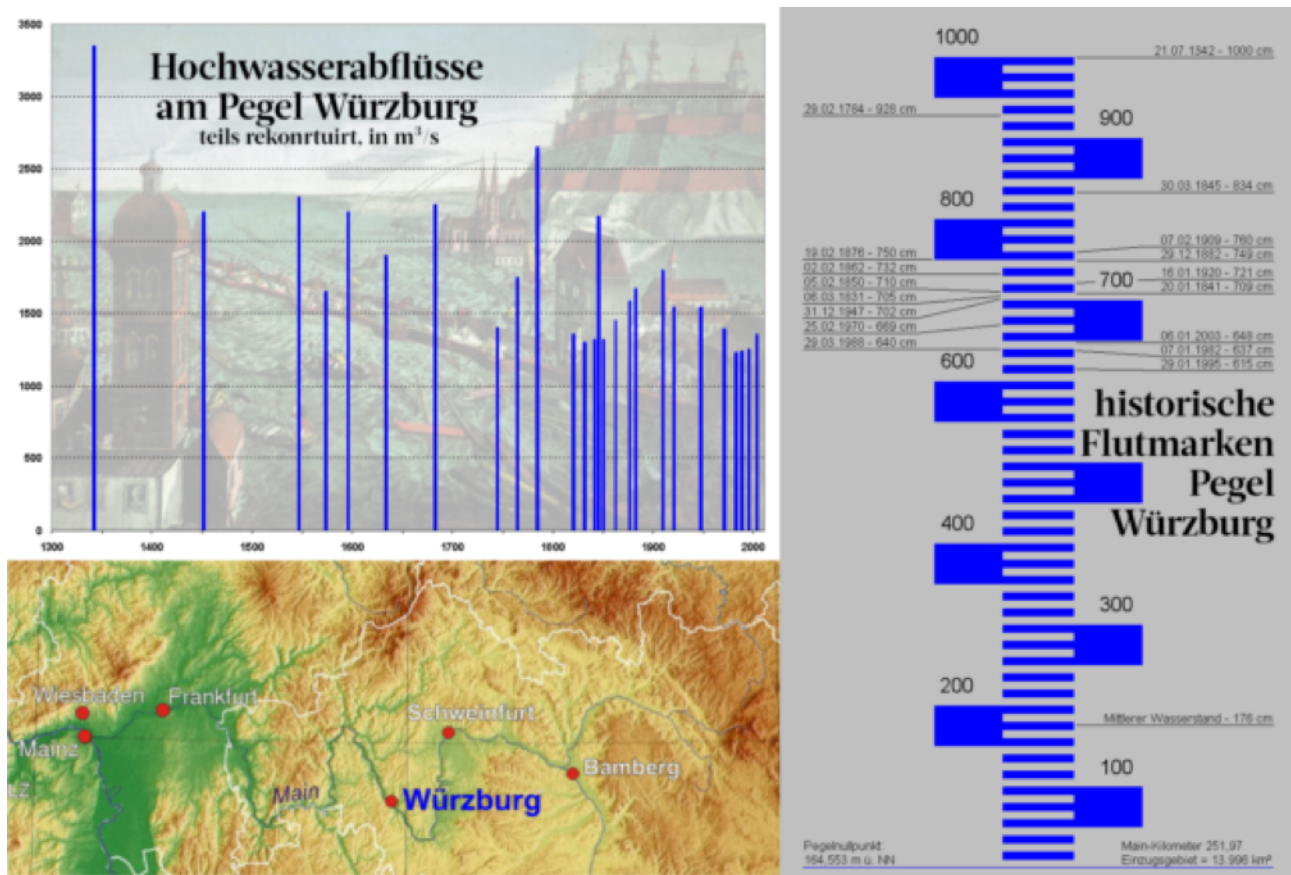 3500
3000
2500
2000
1500
1000
500
0
Hochwasserabflüsse
am Pegel Würzburg
teils rekonrtuirt, in m³/s
1300
1400
1500
1600
1700
1800
1900
2000
Wiesbaden
Frankfurt
Mainz
LZ
Main
Schweinfurt
Bamberg
Würzburg
1000
21.07.1342 - 1000 cm
29.02.1784 - 928 cm
900
30.03.1845 - 834 cm
800
07.02.1909 - 760 cm
29.12.1882 - 749 cm
19.02.1876 - 750 cm
02.02.1862 - 732 cm
05.02.1850 - 710 cm
06.03.1831 - 705 cm
31.12.1947 - 702 cm
25.02.1970 - 669 cm
29.03.1988 - 640 cm
16.01.1920 - 721 cm
700
20.01.1841 - 709 cm
06.01.2003 - 648 cm
07.01.1982 - 637 cm
29.01.1995 - 615 cm
600
historische
Flutmarken
Pegel
Würzburg
400
300
200
Mittlerer Wasserstand - 176 cm
100
Pegelnullpunkt:
164,553 m ü. NN
Main-Kilometer 251,97
Einzugsgebiet = 13.996 km²